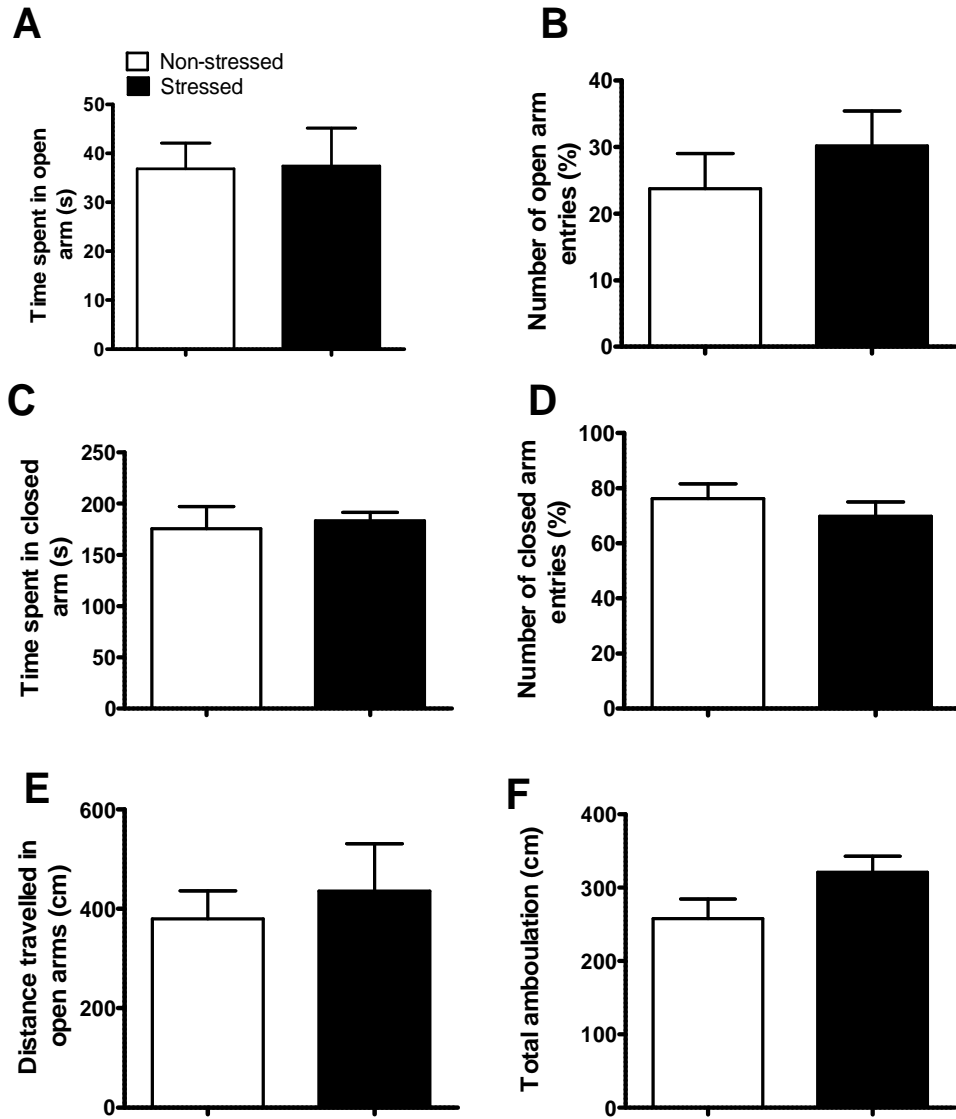 A
Non-stressed
Stressed
Time spent in open
arm (s)
50
40
30
20
10
0
B
Number of open arm
entries (%)
40
30
20
10
0
C
Time spent in closed
arm (s)
250
200
150
100
50
0
D
Number of closed arm
entries (%)
100
80
60
40
20
0
E
Distance travelled in
open arms (cm)
600
400
200
0
F
Total amboulation (cm)
400
300
200
100
0